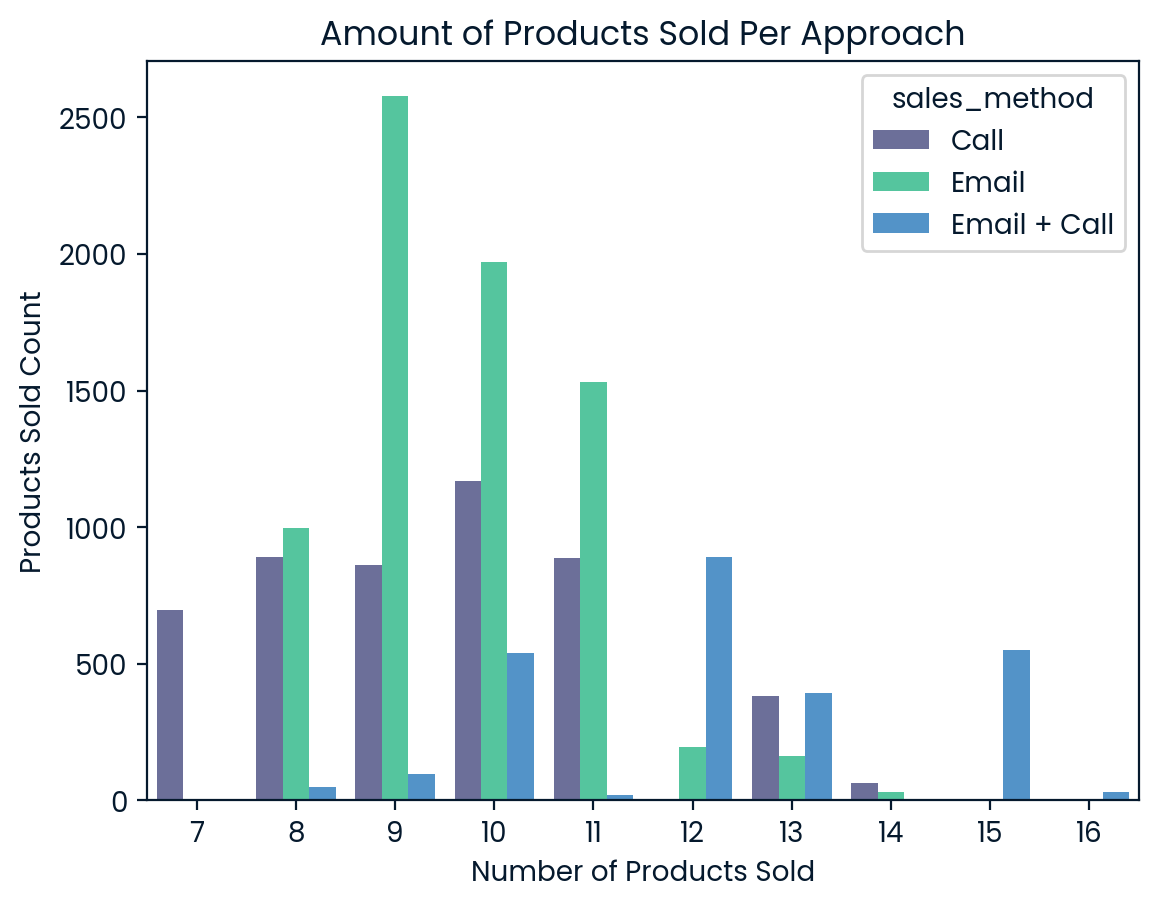 Amount of Products Sold Per Approach
sales_method
Call
Email
Email + Call
Products Sold Count
2500
2000
1500
1000
500
0
7 8 9 10 11 12 13 14 15 16
Number of Products Sold